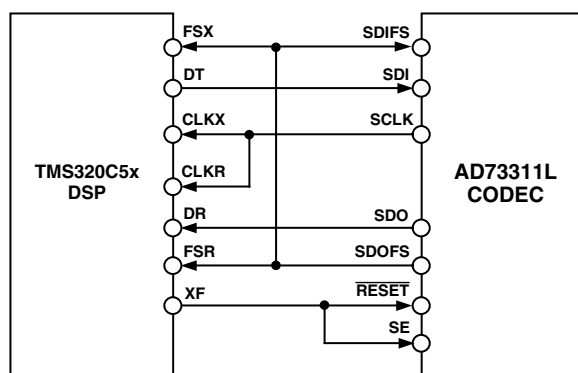 FSX SDIFS
DT SDI
CLKX SCLK
TMS320C5x
DSP
CLKR
AD73311L
CODEC
DR SDO
FSR SDOFS
XF RESET
SE